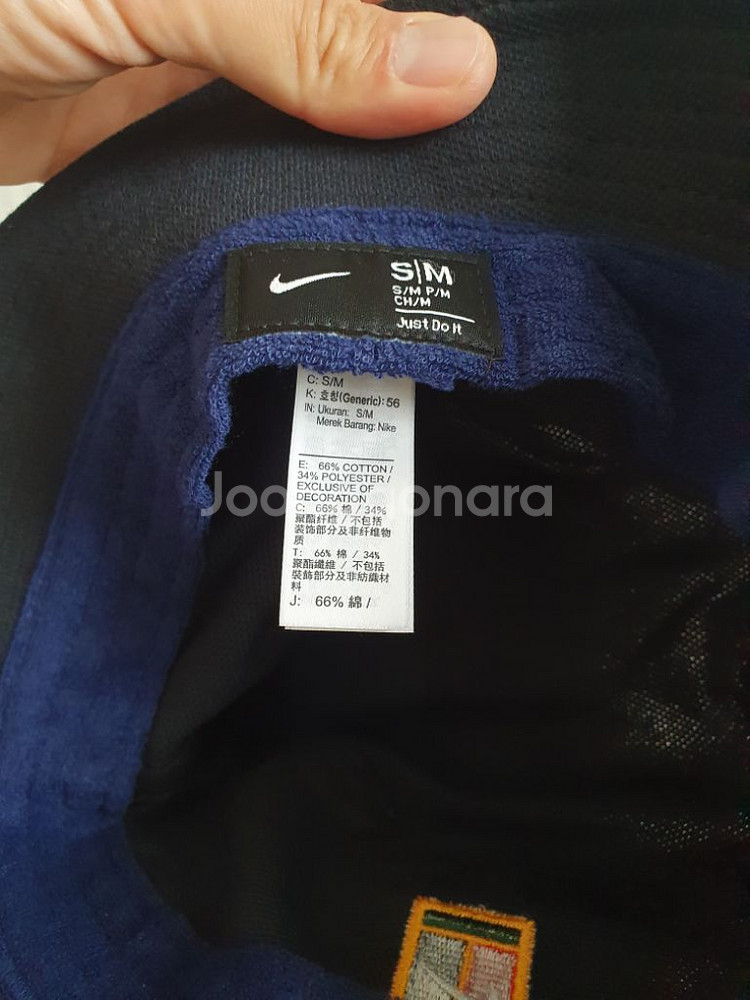 S|M
S/M P/M
CH/M
Just Do It
C: S/M
K: 호칭(Generic): 56
IN: Ukuran: S/M
Merek Barang: Nike
E: 66% COTTON /
34% POLYESTER /
EXCLUSIVE OF
DECORATION
C: 66% 棉 / 34%
聚酯纤维 / 不包括
装饰部分及非纤维物
质
T: 66% 棉 / 34%
聚酯纖維 / 不包括
裝飾部分及非紡織材
料
J: 66% 綿 /
Joongonara